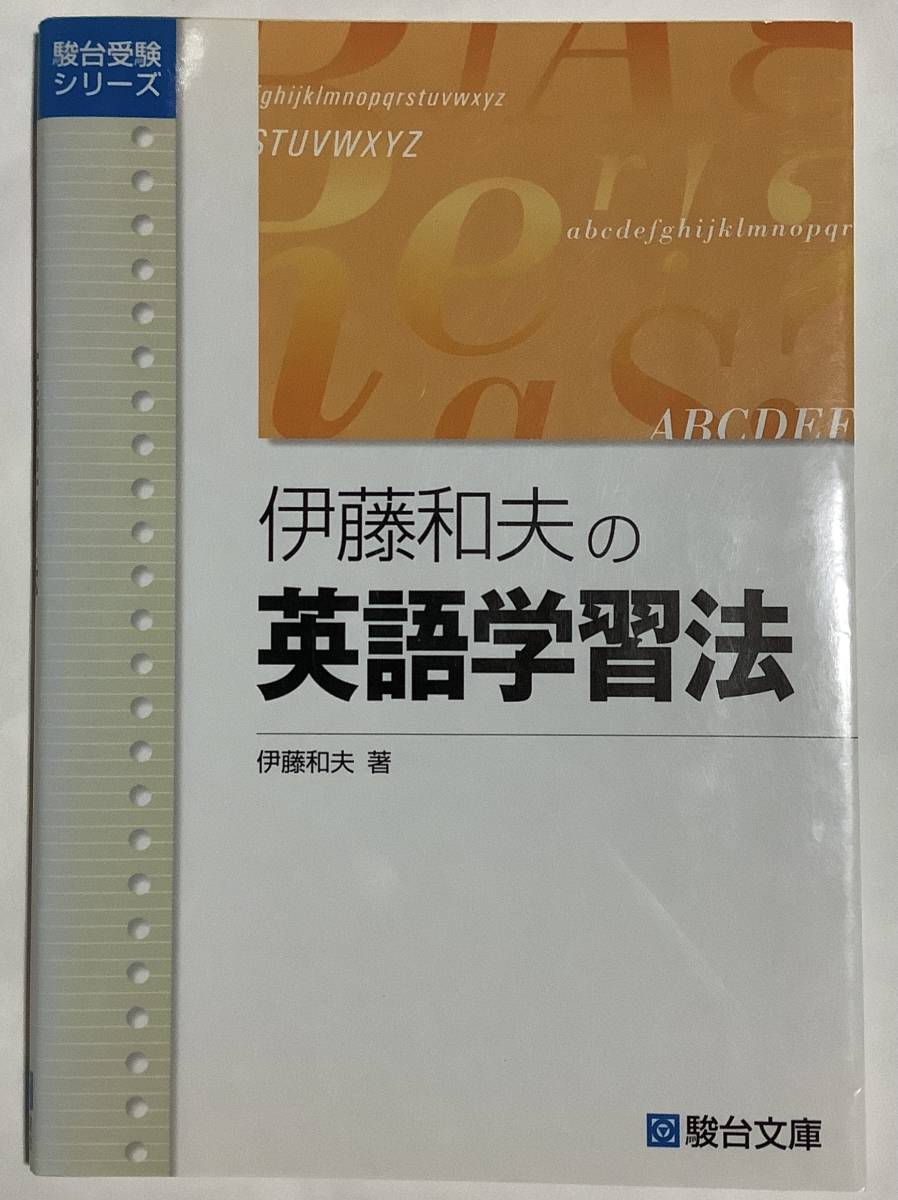 駿台受験
シリーズ
fghijklmnopqrstuvwxyz
STUVWXYZ
abcdefghijklmnopqr
ABCDEF
伊藤和夫の
英語学習法
伊藤和夫 著
駿台文庫